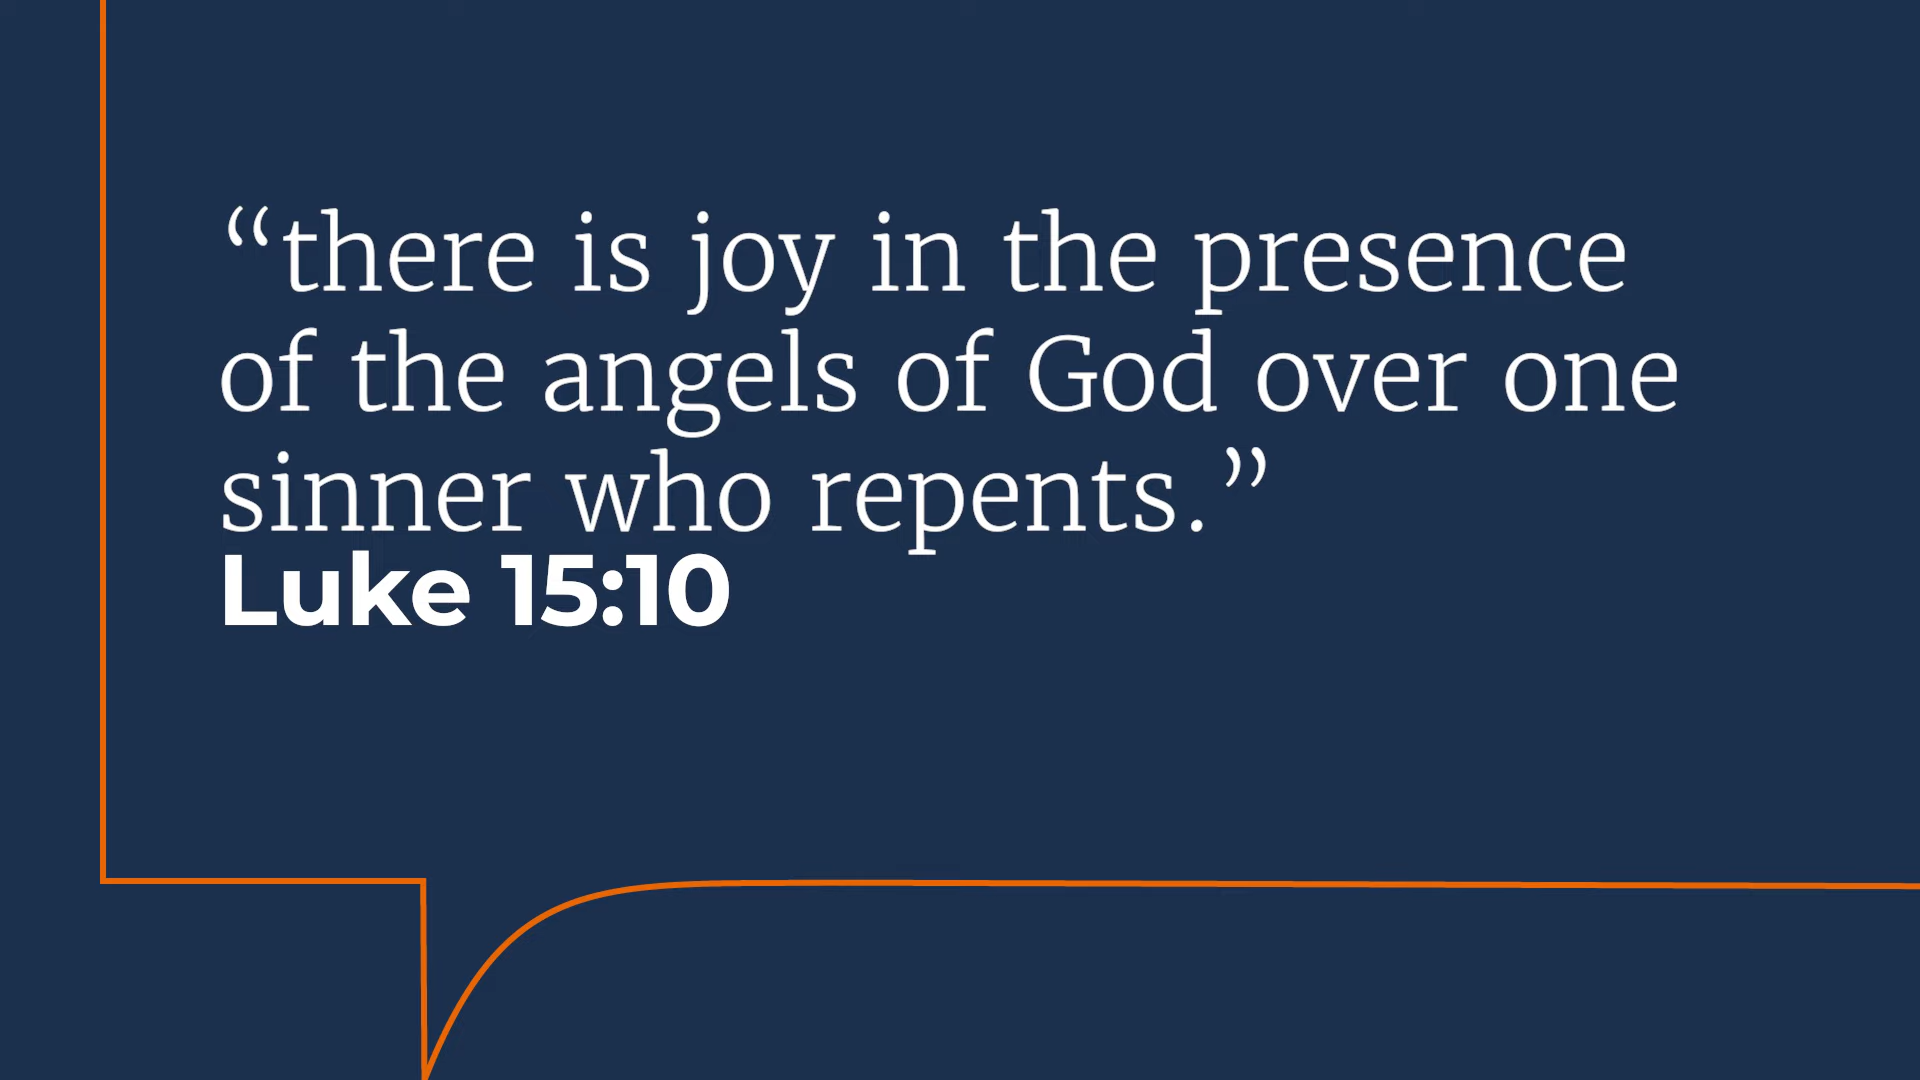 “there is joy in the presence
of the angels of God over one
sinner who repents.”
Luke 15:10